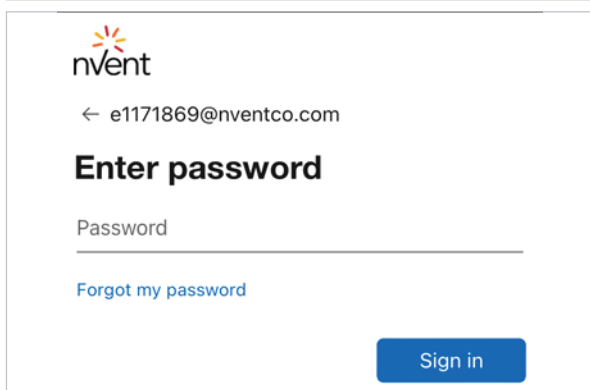 nvent
← e1171869@nventco.com
Enter password
Password
Forgot my password
Sign in